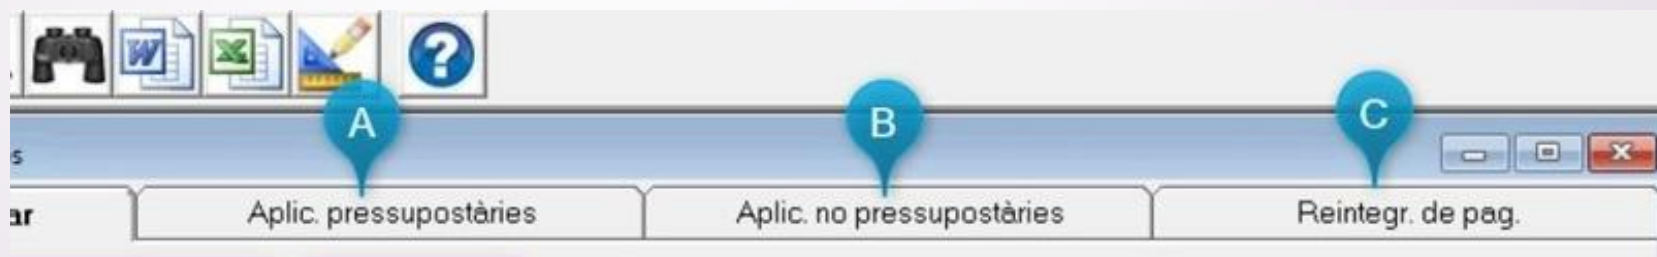 A
B
C
s
ar
Aplic. pressupostàries
Aplic. no pressupostàries
Reintegr. de pag.